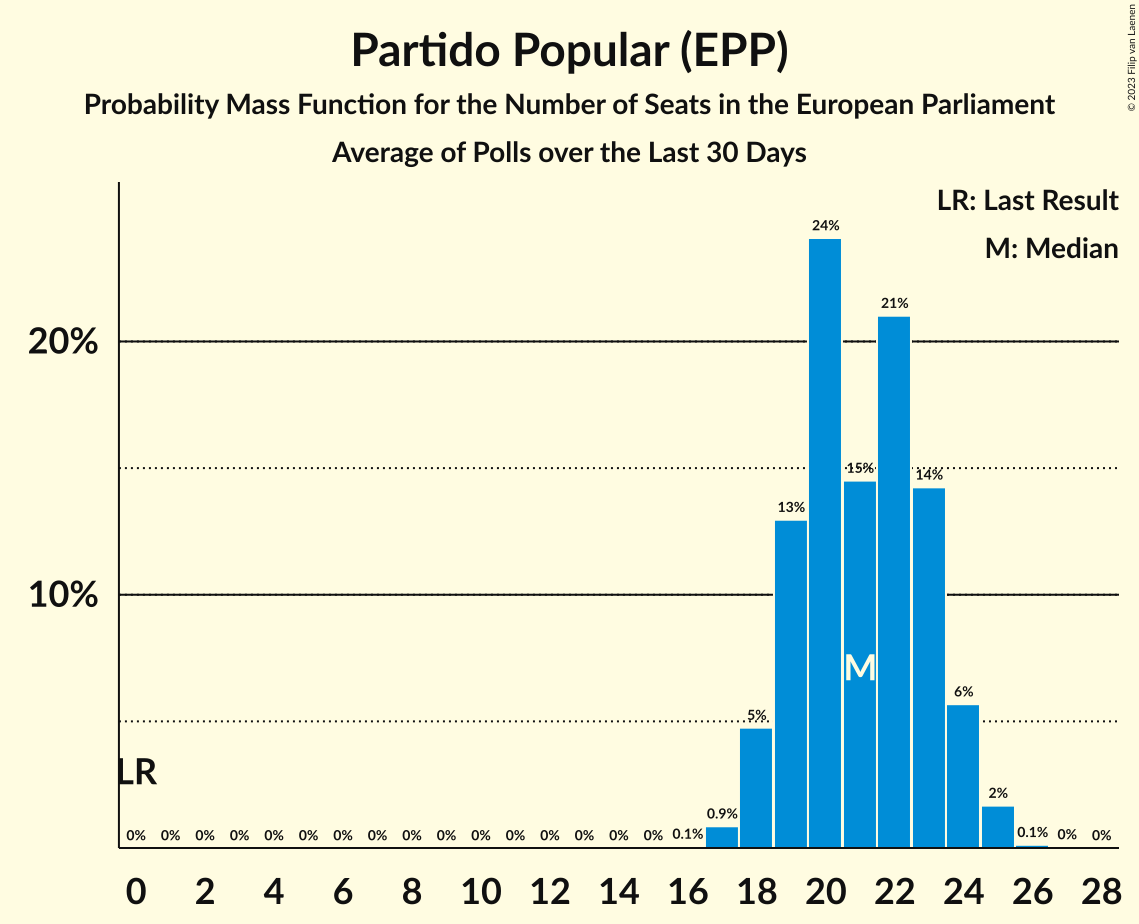 Partido Popular (EPP)
Probability Mass Function for the Number of Seats in the European Parliament
Average of Polls over the Last 30 Days
© 2023 Filip van Laenen
LR: Last Result
M: Median
24%
21%
20%
15%
14%
13%
10%
M
6%
5%
LR
2%
0.9%
0% 0% 0% 0% 0% 0% 0% 0% 0% 0% 0% 0% 0% 0% 0% 0% 0.1% 0.1% 0% 0%
0 2 4 6 8 10 12 14 16 18 20 22 24 26 28